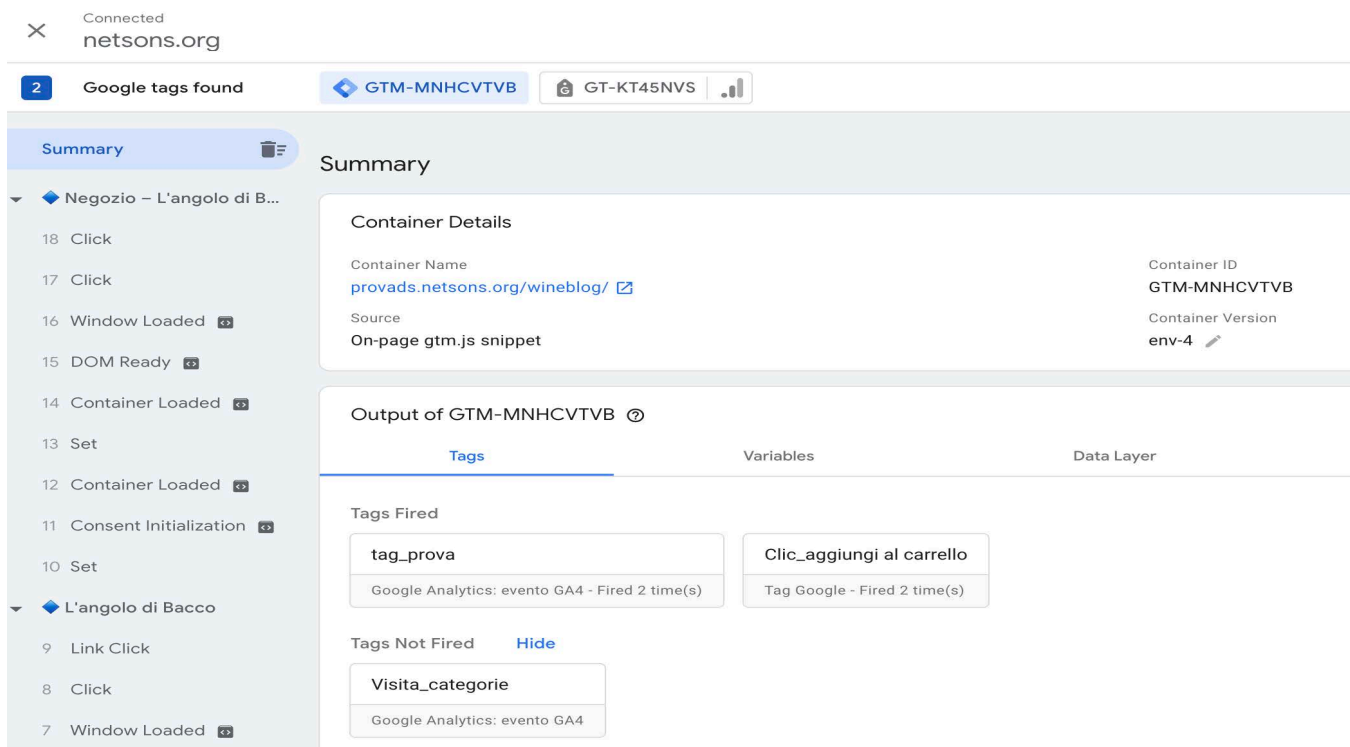 Connected
netsons.org
2 Google tags found GTM-MNHCVTVB GT-KT45NVS
Summary
Negozio – L'angolo di B...
18 Click
17 Click
16 Window Loaded
15 DOM Ready
14 Container Loaded
13 Set
12 Container Loaded
11 Consent Initialization
10 Set
L'angolo di Bacco
9 Link Click
8 Click
7 Window Loaded
Summary
Container Details
Container Name
provads.netsons.org/wineblog/
Container ID
GTM-MNHCVTVB
Source
On-page gtm.js snippet
Container Version
env-4
Output of GTM-MNHCVTVB
Tags Variables Data Layer
Tags Fired
tag_prova
Google Analytics: evento GA4 - Fired 2 time(s)
Clic_aggiungi al carrello
Tag Google - Fired 2 time(s)
Tags Not Fired Hide
Visita_categorie
Google Analytics: evento GA4